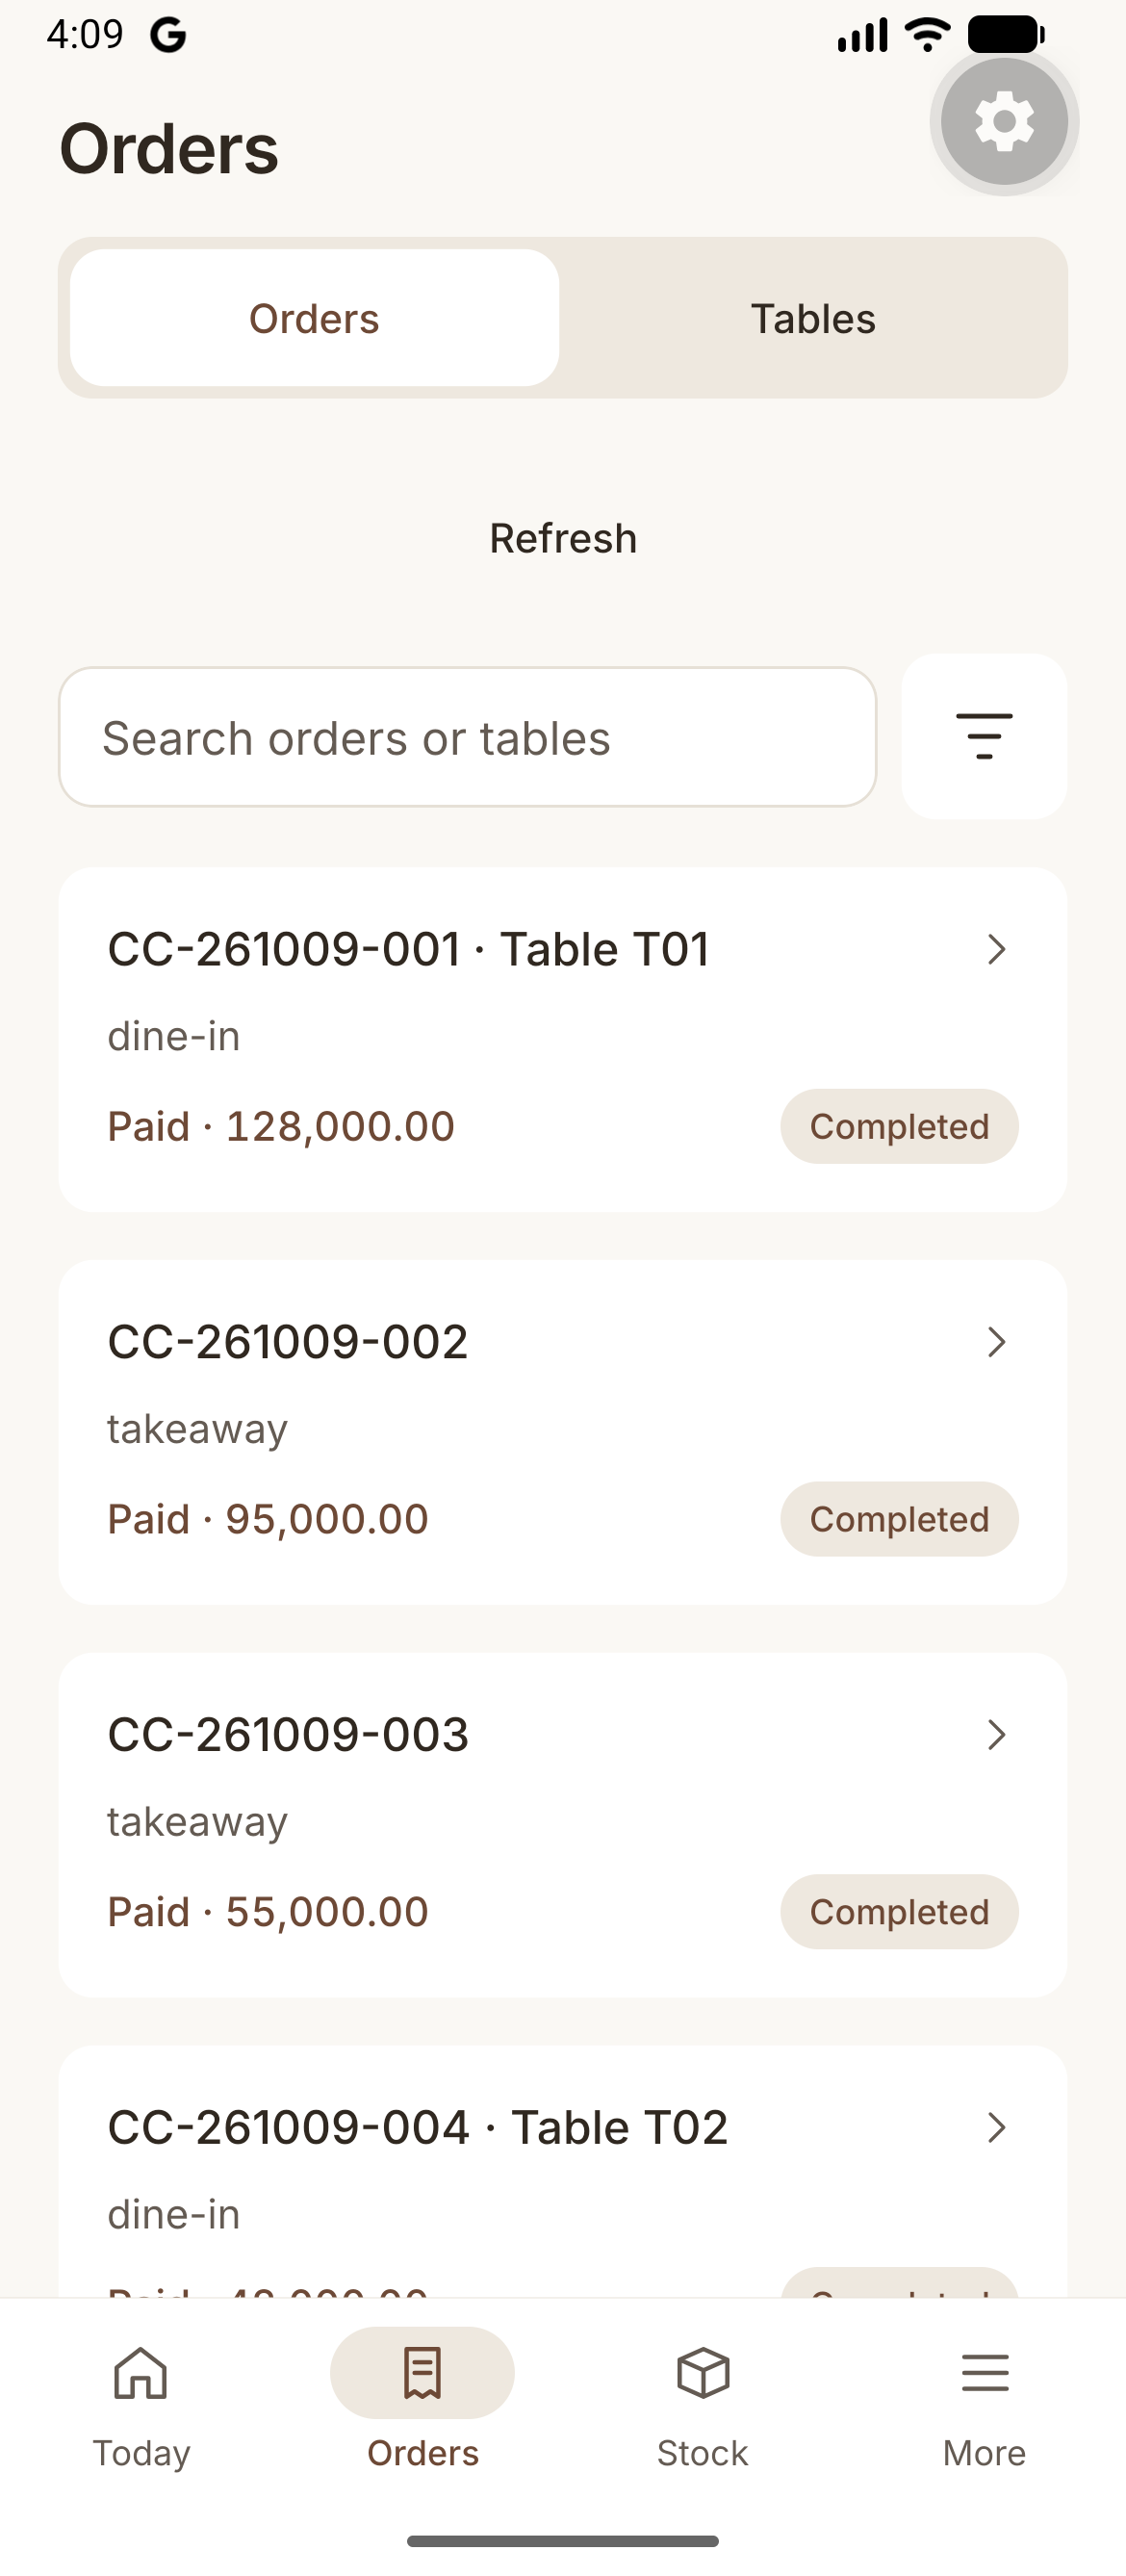 4:09
Orders
Orders
Tables
Refresh
Search orders or tables
CC-261009-001 · Table T01
dine-in
Paid · 128,000.00
Completed
CC-261009-002
takeaway
Paid · 95,000.00
Completed
CC-261009-003
takeaway
Paid · 55,000.00
Completed
CC-261009-004 · Table T02
dine-in
Today
Orders
Stock
More